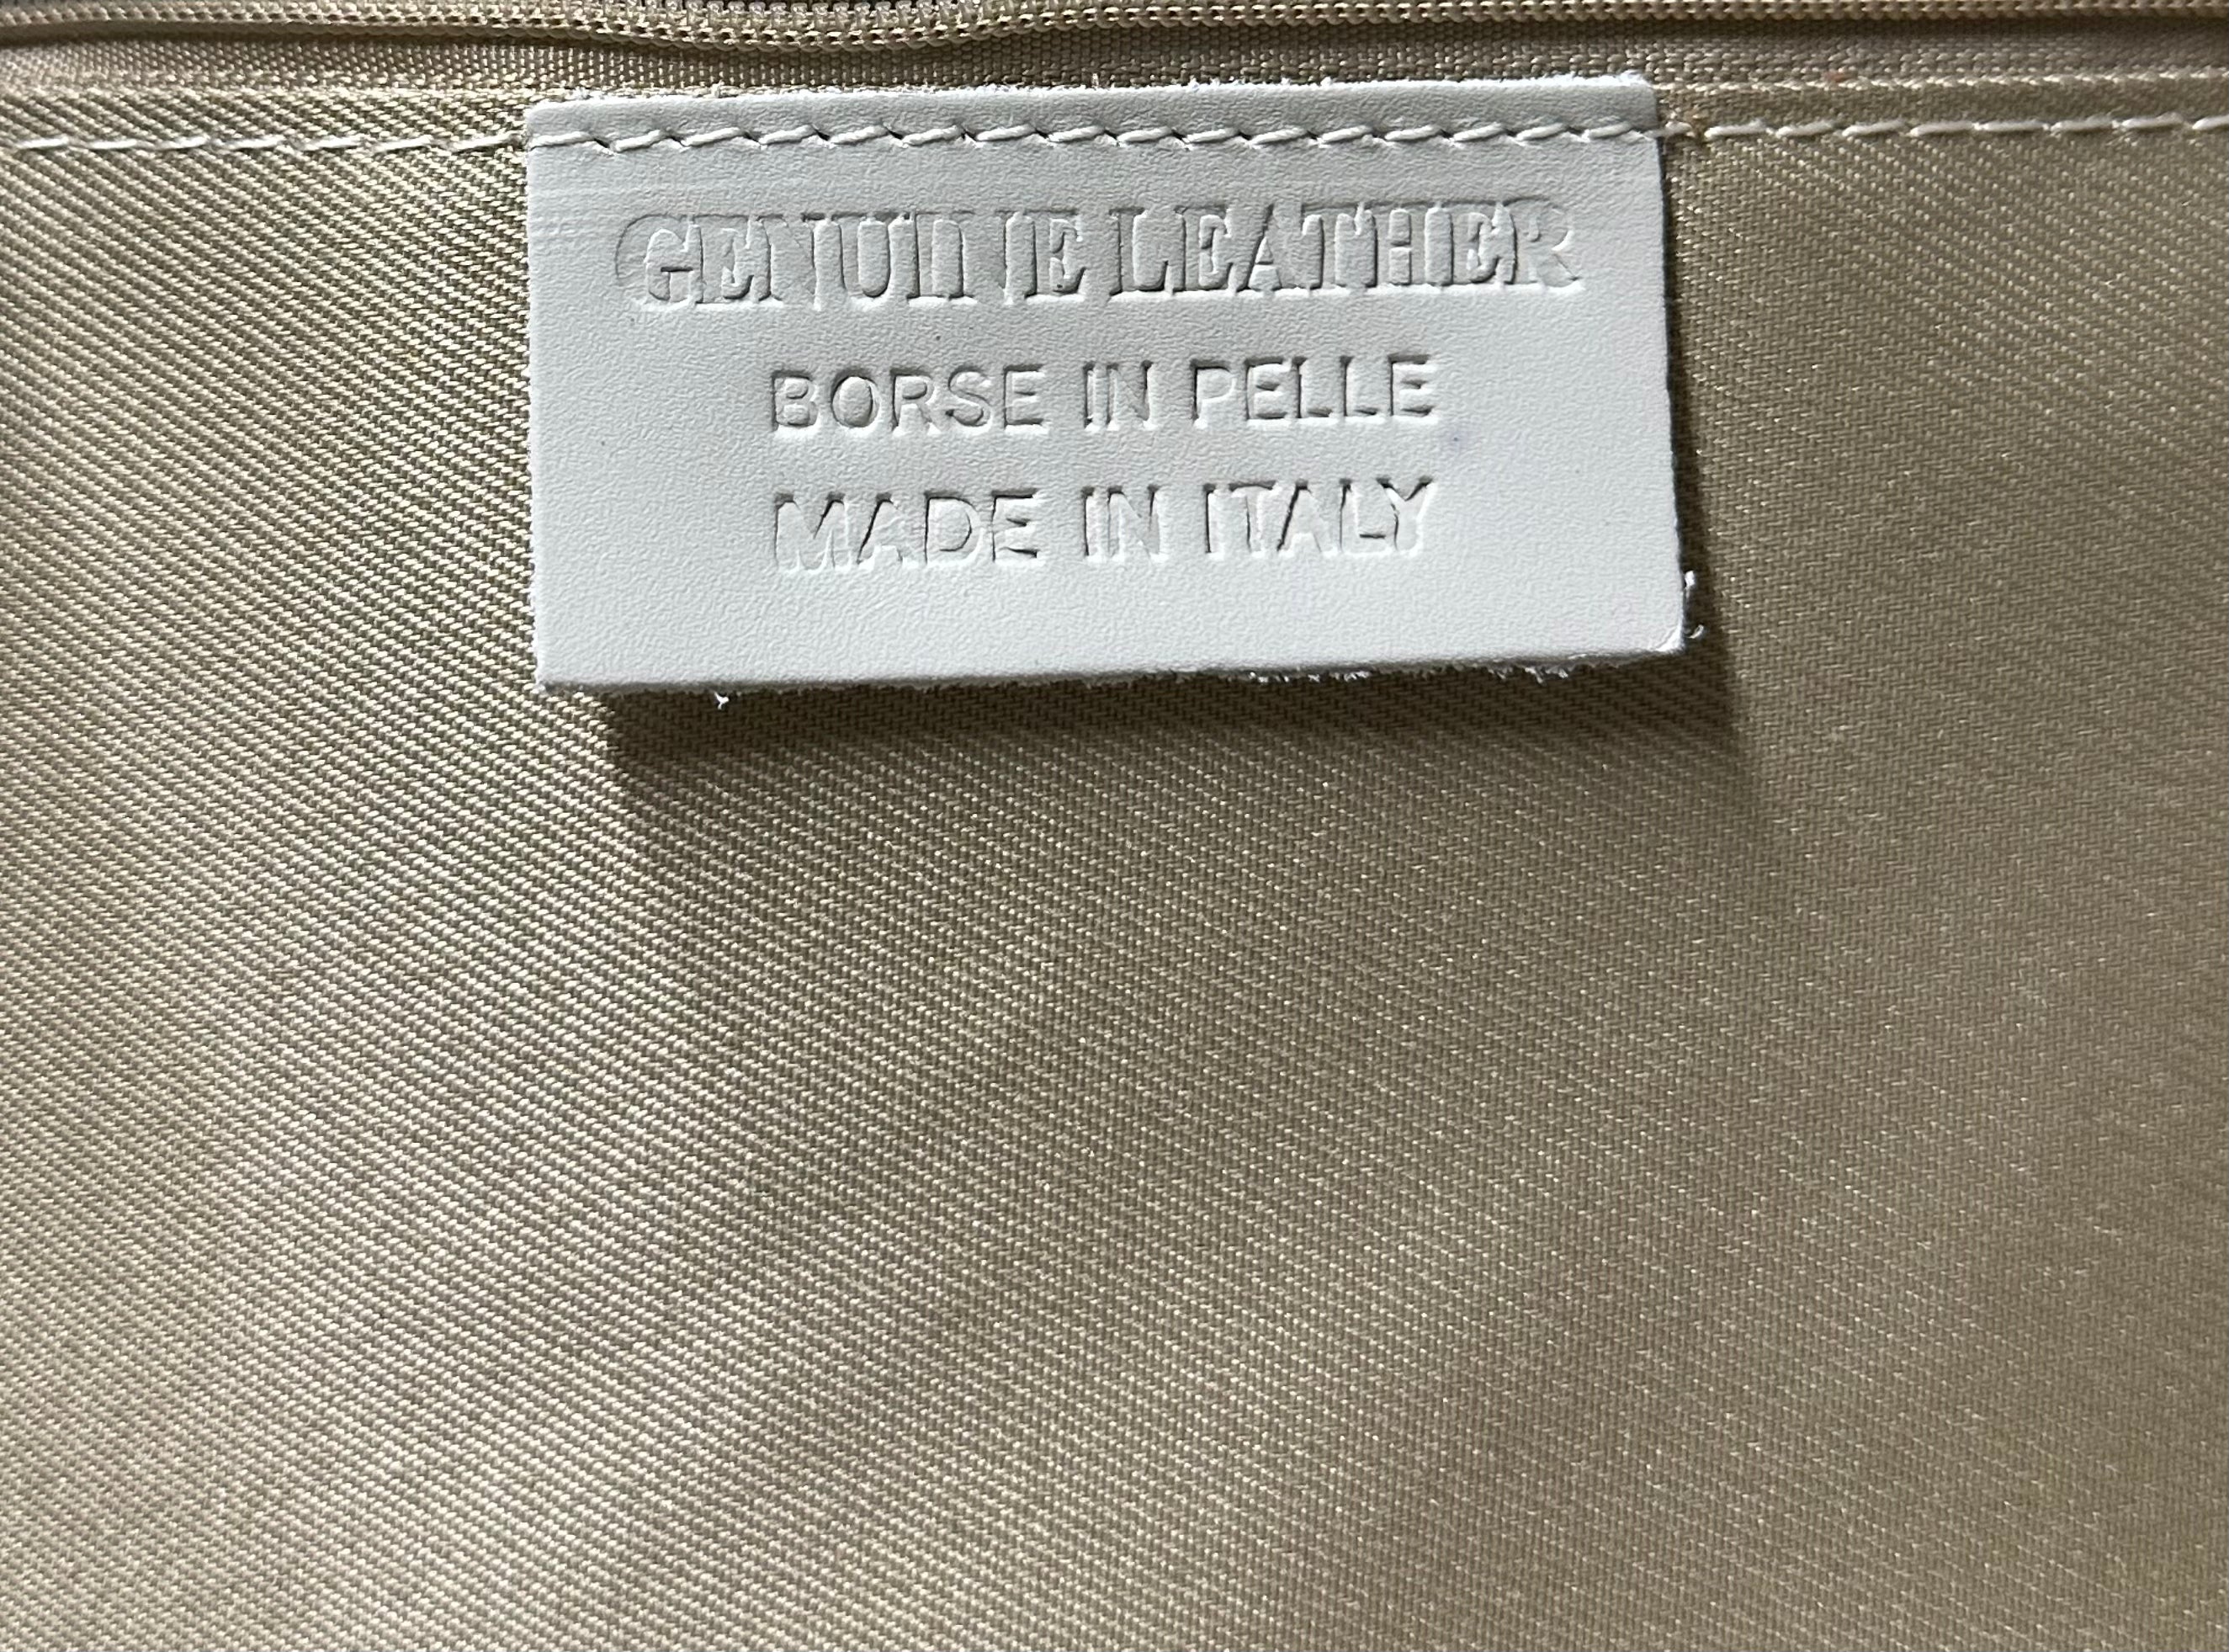 GENUINE LEATHER
BORSE IN PELLE
MADE IN ITALY